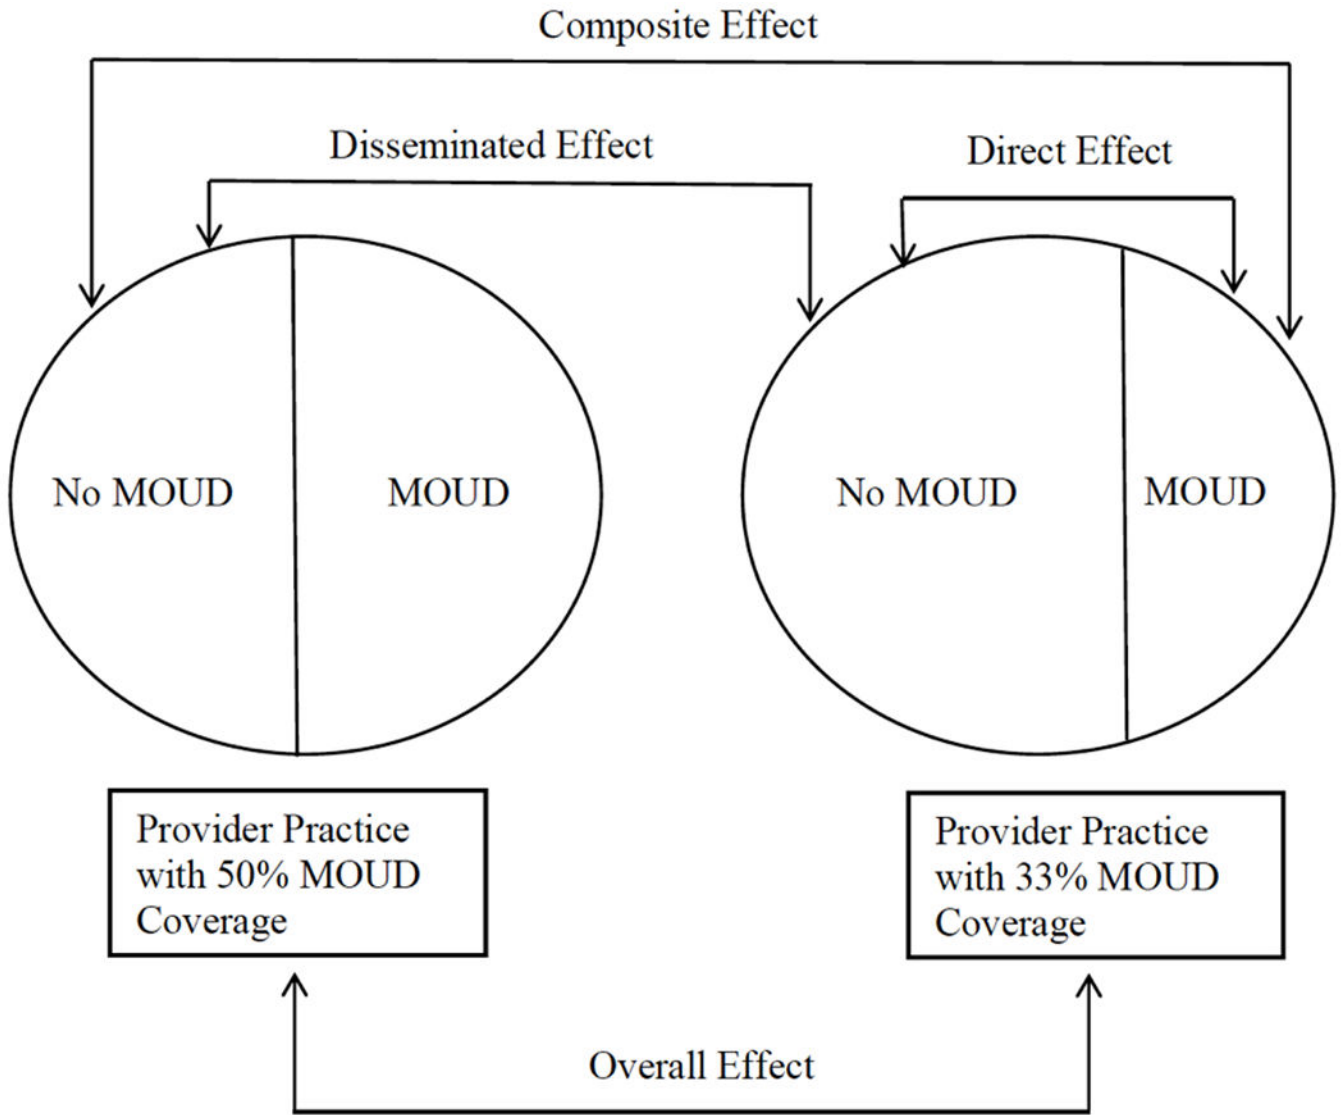 Composite Effect
Disseminated Effect
Direct Effect
No MOUD
MOUD
No MOUD
MOUD
Provider Practice
with 50% MOUD
Coverage
Provider Practice
with 33% MOUD
Coverage
Overall Effect